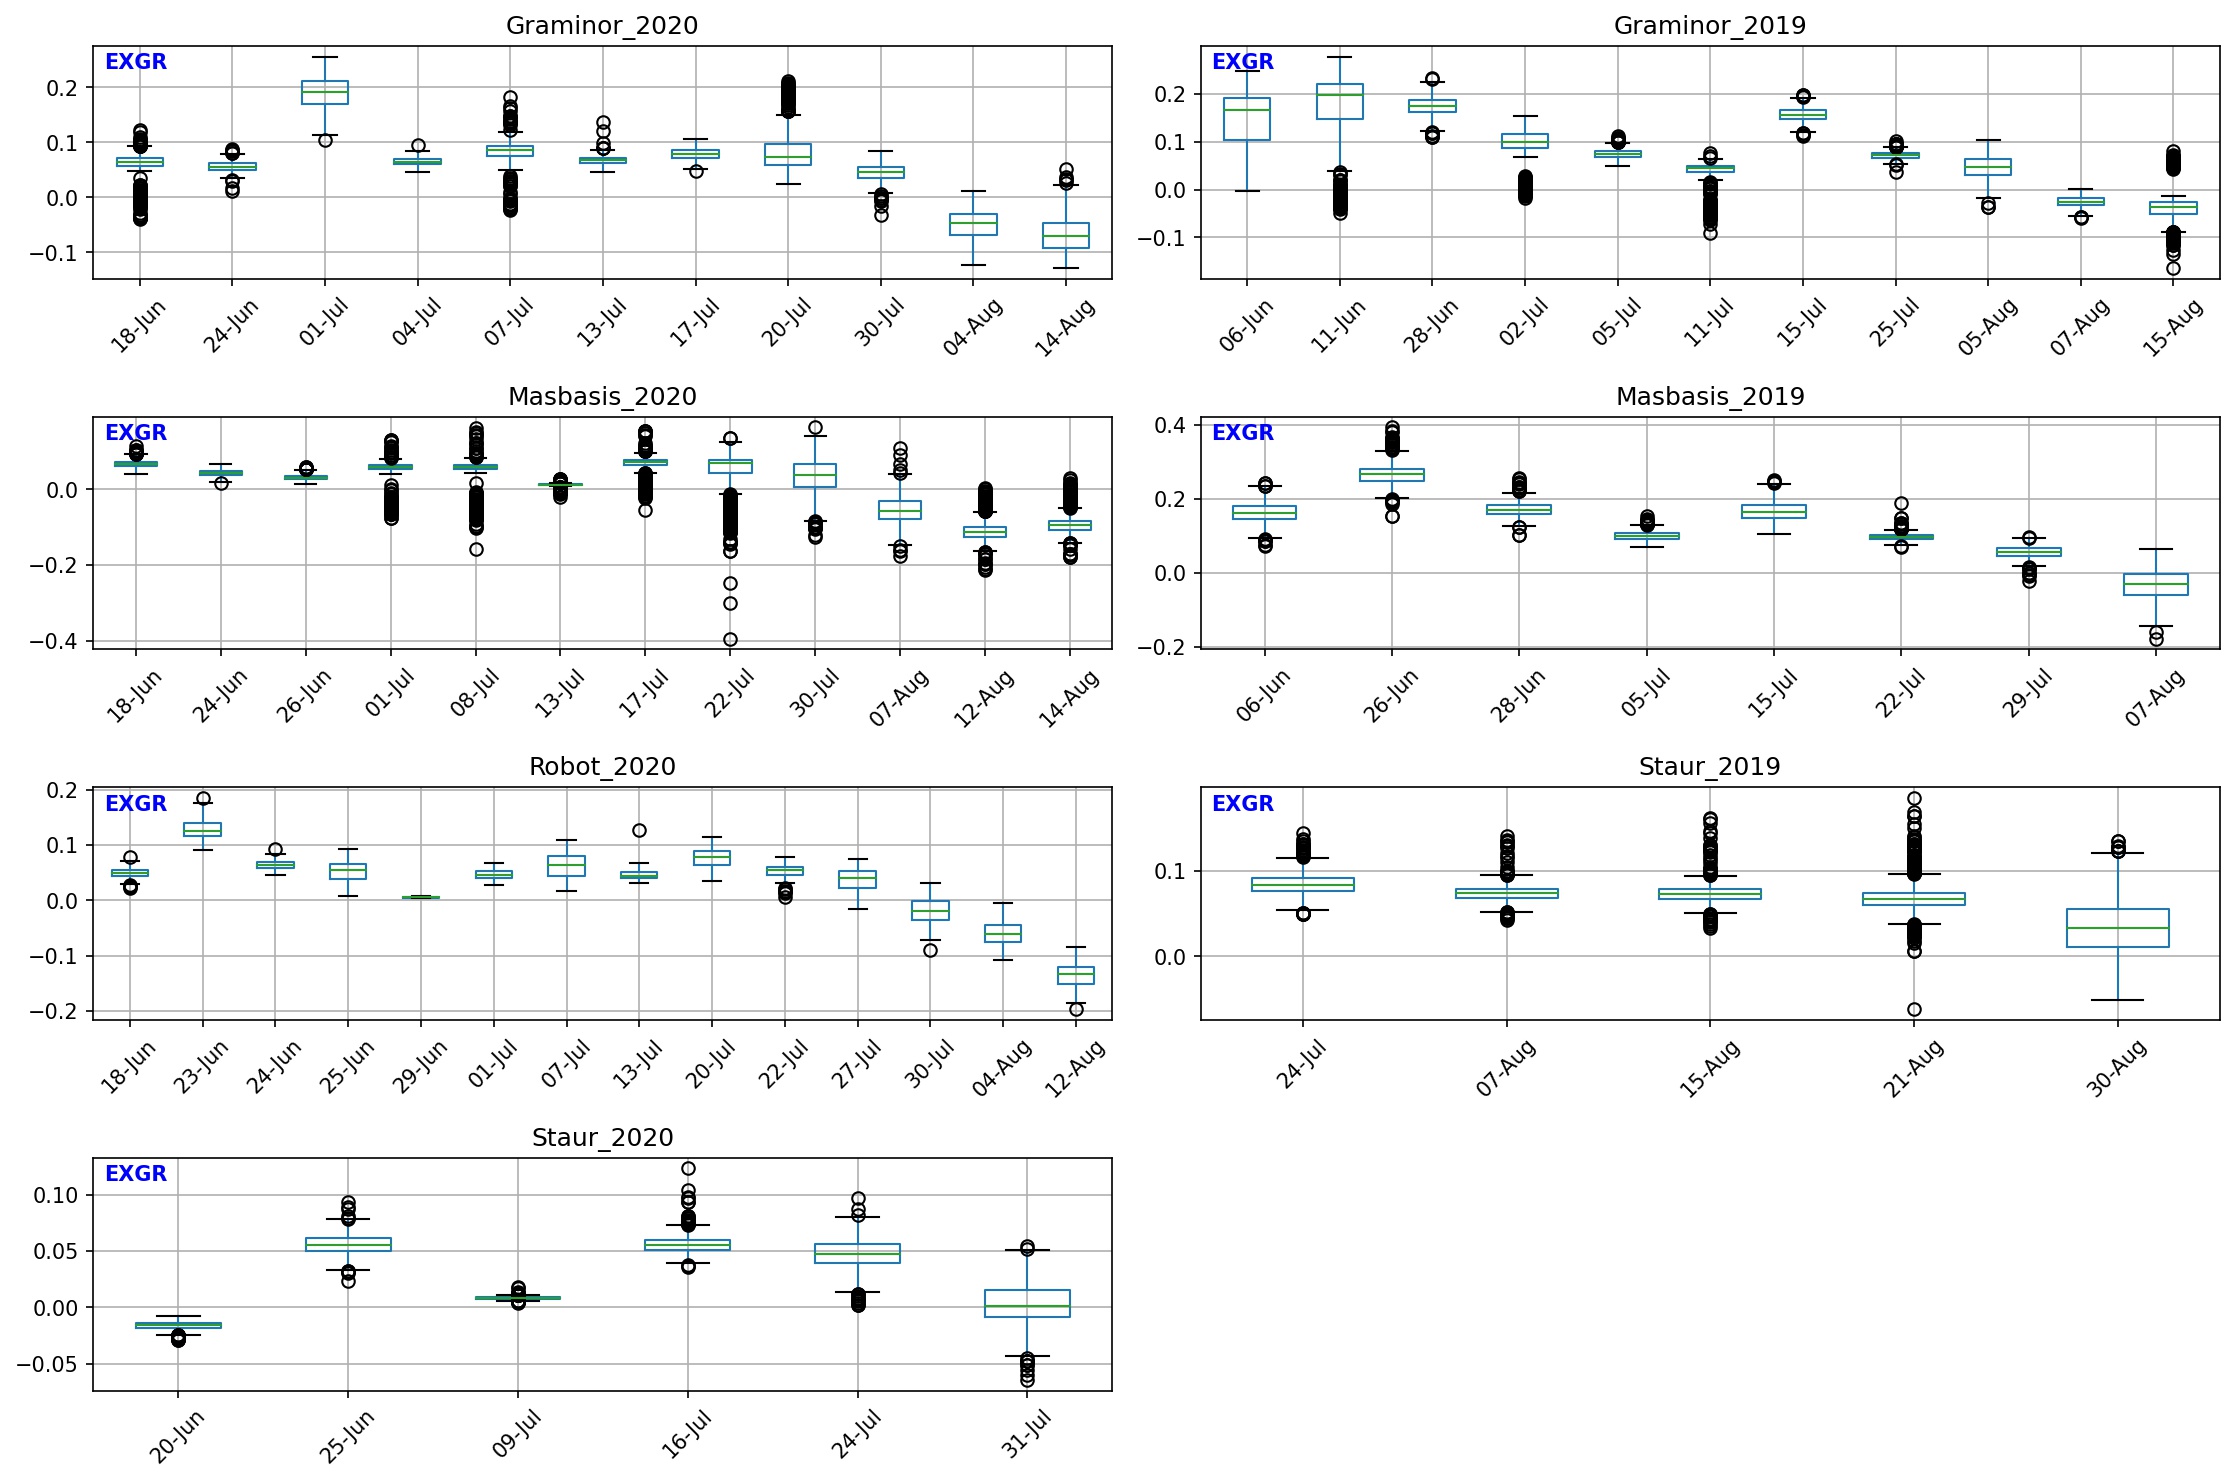 Graminor_2020
EXGR
0.2
0.1
0.0
−0.1
18-Jun 24-Jun 01-Jul 04-Jul 07-Jul 13-Jul 17-Jul 20-Jul 30-Jul 04-Aug 14-Aug
Graminor_2019
EXGR
0.2
0.1
0.0
−0.1
06-Jun 11-Jun 28-Jun 02-Jul 05-Jul 11-Jul 15-Jul 25-Jul 05-Aug 07-Aug 15-Aug
Masbasis_2020
EXGR
0.0
−0.2
−0.4
18-Jun 24-Jun 26-Jun 01-Jul 08-Jul 13-Jul 17-Jul 22-Jul 30-Jul 07-Aug 12-Aug 14-Aug
Masbasis_2019
0.4
EXGR
0.2
0.0
−0.2
06-Jun 26-Jun 28-Jun 05-Jul 15-Jul 22-Jul 29-Jul 07-Aug
Robot_2020
0.2
EXGR
0.1
0.0
−0.1
−0.2
18-Jun 23-Jun 24-Jun 25-Jun 29-Jun 01-Jul 07-Jul 13-Jul 20-Jul 22-Jul 27-Jul 30-Jul 04-Aug 12-Aug
Staur_2019
EXGR
0.1
0.0
24-Jul 07-Aug 15-Aug 21-Aug 30-Aug
Staur_2020
EXGR
0.10
0.05
0.00
−0.05
20-Jun 25-Jun 09-Jul 16-Jul 24-Jul 31-Jul